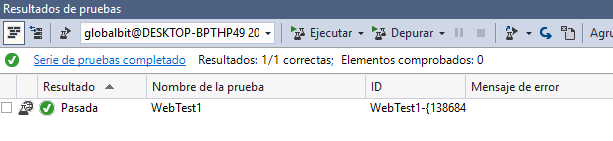 Resultados de pruebas
globalbit@DESKTOP-BPTHP49 20 Ejecutar Depurar Agru
Serie de pruebas completado Resultados: 1/1 correctas; Elementos comprobados: 0
Resultado Nombre de la prueba ID Mensaje de error
Pasada WebTest1 WebTest1-{138684